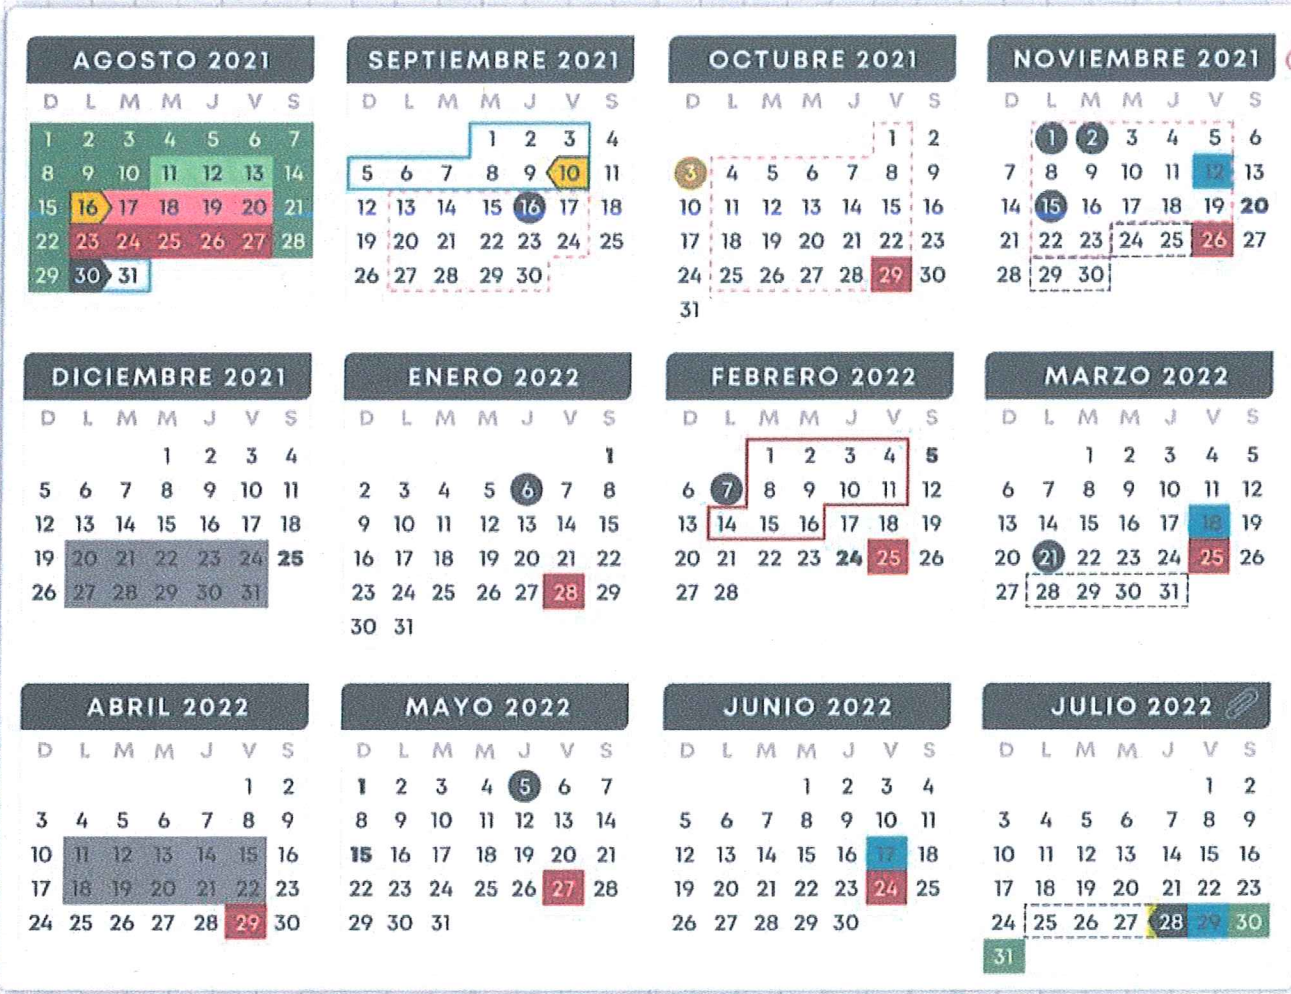 AGOSTO 2021
D L M M J V S
1 2 3 4 5 6 7
8 9 10 11 12 13 14
15 16 17 18 19 20 21
22 23 24 25 26 27 28
29 30 31
SEPTIEMBRE 2021
D L M M J V S
1 2 3 4
5 6 7 8 9 10 11
12 13 14 15 16 17 18
19 20 21 22 23 24 25
26 27 28 29 30
OCTUBRE 2021
D L M M J V S
1 2
3 4 5 6 7 8 9
10 11 12 13 14 15 16
17 18 19 20 21 22 23
24 25 26 27 28 29 30
31
NOVIEMBRE 2021
D L M M J V S
1 2 3 4 5 6
7 8 9 10 11 12 13
14 15 16 17 18 19 20
21 22 23 24 25 26 27
28 29 30
DICIEMBRE 2021
D L M M J V S
1 2 3 4
5 6 7 8 9 10 11
12 13 14 15 16 17 18
19 20 21 22 23 24 25
26 27 28 29 30 31
ENERO 2022
D L M M J V S
1
2 3 4 5 6 7 8
9 10 11 12 13 14 15
16 17 18 19 20 21 22
23 24 25 26 27 28 29
30 31
FEBRERO 2022
D L M M J V S
1 2 3 4 5
6 7 8 9 10 11 12
13 14 15 16 17 18 19
20 21 22 23 24 25 26
27 28
MARZO 2022
D L M M J V S
1 2 3 4 5
6 7 8 9 10 11 12
13 14 15 16 17 18 19
20 21 22 23 24 25 26
27 28 29 30 31
ABRIL 2022
D L M M J V S
1 2
3 4 5 6 7 8 9
10 11 12 13 14 15 16
17 18 19 20 21 22 23
24 25 26 27 28 29 30
MAYO 2022
D L M M J V S
1 2 3 4 5 6 7
8 9 10 11 12 13 14
15 16 17 18 19 20 21
22 23 24 25 26 27 28
29 30 31
JUNIO 2022
D L M M J V S
1 2 3 4
5 6 7 8 9 10 11
12 13 14 15 16 17 18
19 20 21 22 23 24 25
26 27 28 29 30
JULIO 2022
D L M M J V S
1 2
3 4 5 6 7 8 9
10 11 12 13 14 15 16
17 18 19 20 21 22 23
24 25 26 27 28 29 30
31